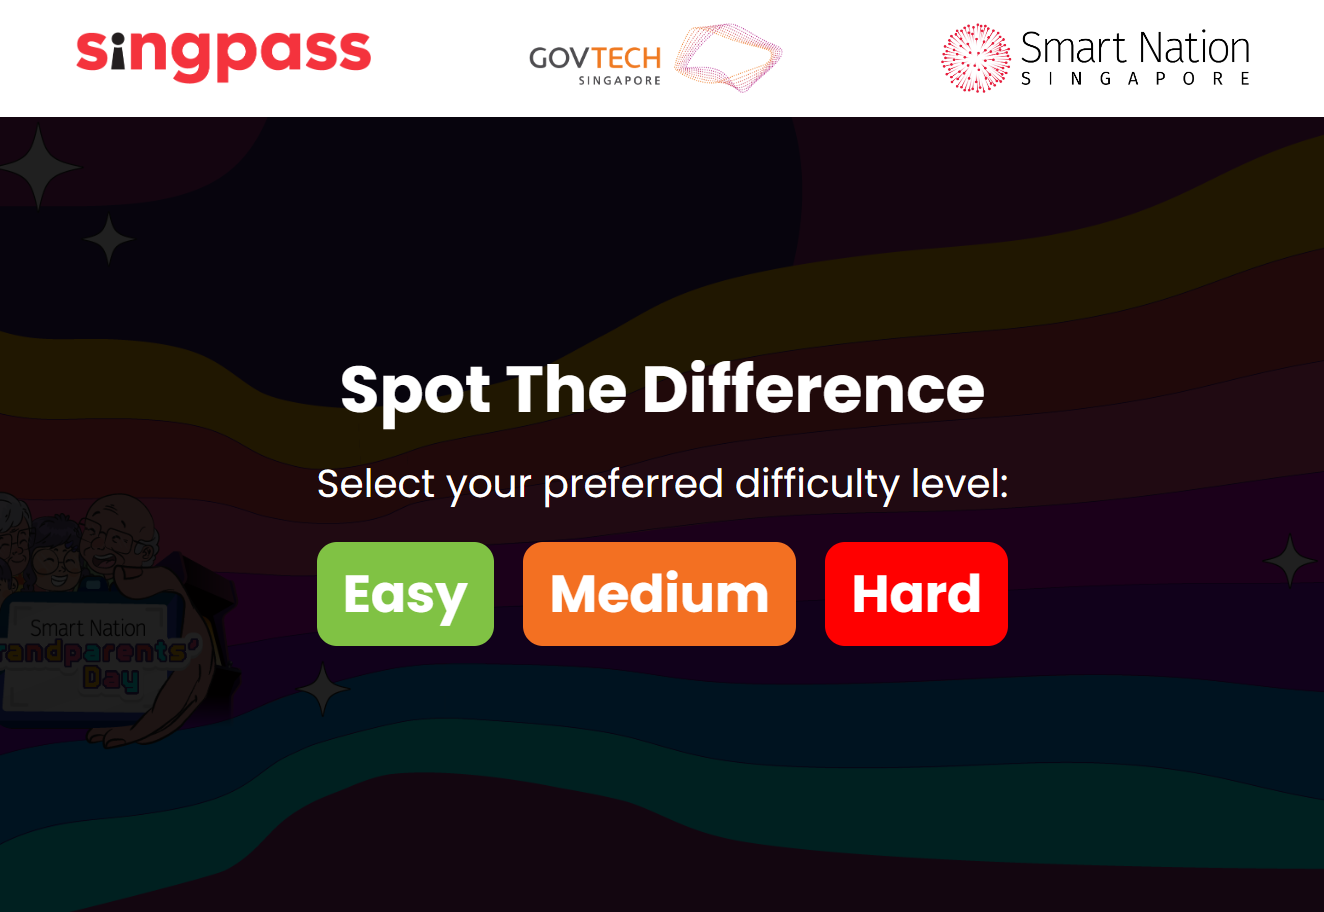 singpass
GOVTECH
SINGAPORE
Smart Nation
SINGAPORE
Spot The Difference
Select your preferred difficulty level:
Easy
Medium
Hard
Smart Nation
randparents'
Day